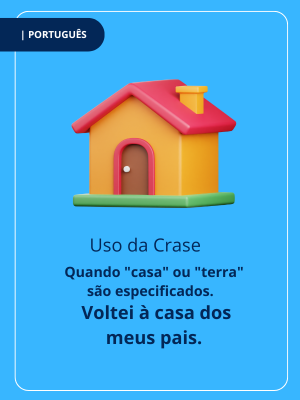 | PORTUGUÊS
Uso da Crase
Quando "casa" ou "terra"
são especificados.
Voltei à casa dos
meus pais.